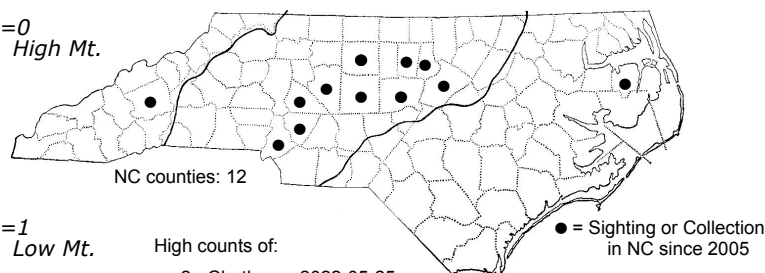 =0
High Mt.
NC counties: 12
=1
Low Mt.
High counts of:
● = Sighting or Collection
in NC since 2005